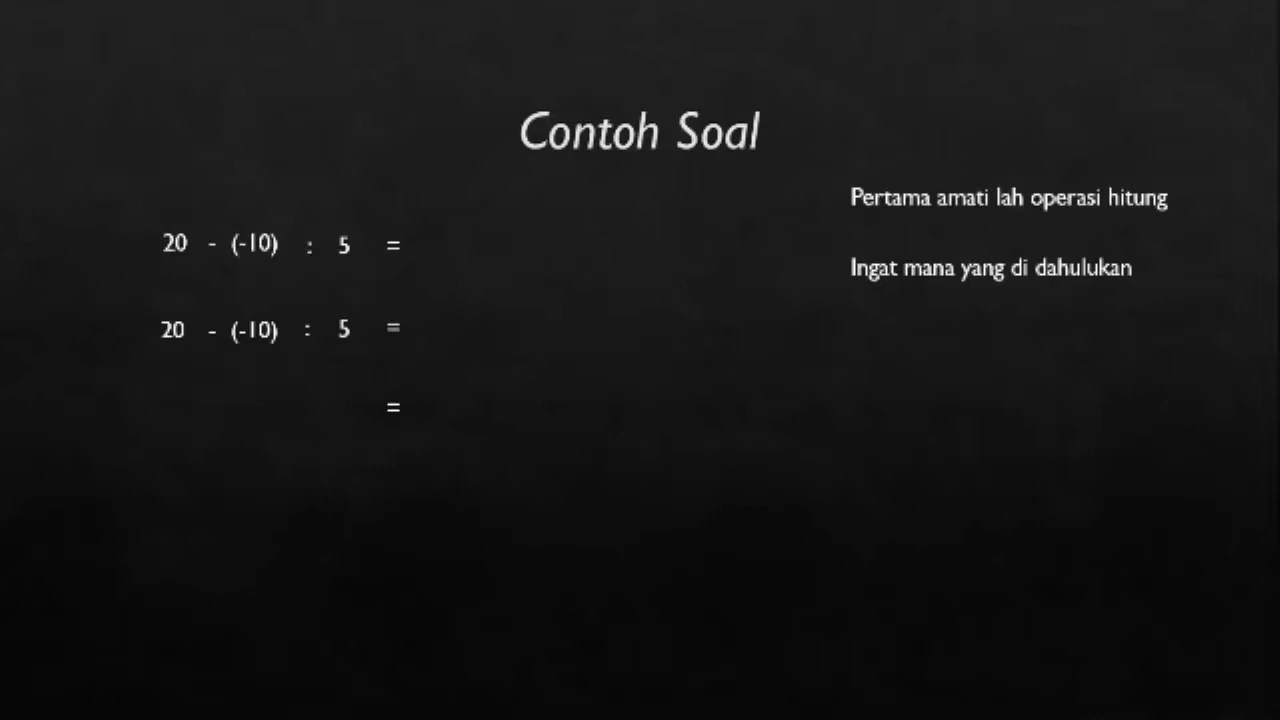 Contoh Soal
Pertama amati lah operasi hitung
20 - (-10) : 5 =
Ingat mana yang di dahulukan
20 - (-10) : 5 =
=